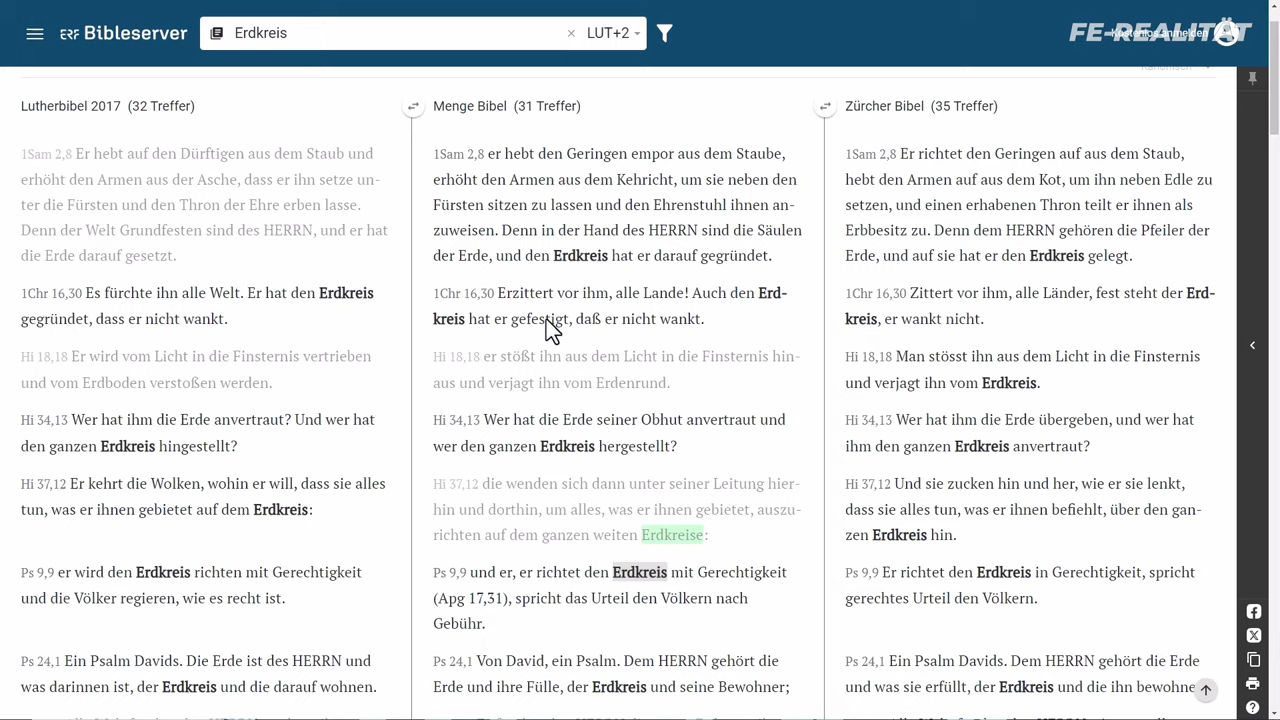 ERF Bibleserver
Erdkreis
LUT+2
FE-REALITÄT
Kostenlos anmelden
Kanonisch
Lutherbibel 2017 (32 Treffer)
1Sam 2,8 Er hebt auf den Dürftigen aus dem Staub und
erhöht den Armen aus der Asche, dass er ihn setze un-
ter die Fürsten und den Thron der Ehre erben lasse.
Denn der Welt Grundfesten sind des HERRN, und er hat
die Erde darauf gesetzt.
1Chr 16,30 Es fürchte ihn alle Welt. Er hat den Erdkreis
gegründet, dass er nicht wankt.
Hi 18,18 Er wird vom Licht in die Finsternis vertrieben
und vom Erdboden verstoßen werden.
Hi 34,13 Wer hat ihm die Erde anvertraut? Und wer hat
den ganzen Erdkreis hingestellt?
Hi 37,12 Er kehrt die Wolken, wohin er will, dass sie alles
tun, was er ihnen gebietet auf dem Erdkreis:
Ps 9,9 er wird den Erdkreis richten mit Gerechtigkeit
und die Völker regieren, wie es recht ist.
Ps 24,1 Ein Psalm Davids. Die Erde ist des HERRN und
was darinnen ist, der Erdkreis und die darauf wohnen.
Menge Bibel (31 Treffer)
1Sam 2,8 er hebt den Geringen empor aus dem Staube,
erhöht den Armen aus dem Kehricht, um sie neben den
Fürsten sitzen zu lassen und den Ehrenstuhl ihnen an-
zuweisen. Denn in der Hand des HERRN sind die Säulen
der Erde, und den Erdkreis hat er darauf gegründet.
1Chr 16,30 Erzittert vor ihm, alle Lande! Auch den Erd-
kreis hat er gefestigt, daß er nicht wankt.
Hi 18,18 er stößt ihn aus dem Licht in die Finsternis hin-
aus und verjagt ihn vom Erdenrund.
Hi 34,13 Wer hat die Erde seiner Obhut anvertraut und
wer den ganzen Erdkreis hergestellt?
Hi 37,12 die wenden sich dann unter seiner Leitung hier-
hin und dorthin, um alles, was er ihnen gebietet, auszu-
richten auf dem ganzen weiten Erdkreise:
Ps 9,9 und er, er richtet den Erdkreis mit Gerechtigkeit
(Apg 17,31), spricht das Urteil den Völkern nach
Gebühr.
Ps 24,1 Von David, ein Psalm. Dem HERRN gehört die
Erde und ihre Fülle, der Erdkreis und seine Bewohner;
Zürcher Bibel (35 Treffer)
1Sam 2,8 Er richtet den Geringen auf aus dem Staub,
hebt den Armen auf aus dem Kot, um ihn neben Edle zu
setzen, und einen erhabenen Thron teilt er ihnen als
Erbbesitz zu. Denn dem HERRN gehören die Pfeiler der
Erde, und auf sie hat er den Erdkreis gelegt.
1Chr 16,30 Zittert vor ihm, alle Länder, fest steht der Erd-
kreis, er wankt nicht.
Hi 18,18 Man stösst ihn aus dem Licht in die Finsternis
und verjagt ihn vom Erdkreis.
Hi 34,13 Wer hat ihm die Erde übergeben, und wer hat
ihm den ganzen Erdkreis anvertraut?
Hi 37,12 Und sie zucken hin und her, wie er sie lenkt,
dass sie alles tun, was er ihnen befiehlt, über den gan-
zen Erdkreis hin.
Ps 9,9 Er richtet den Erdkreis in Gerechtigkeit, spricht
gerechtes Urteil den Völkern.
Ps 24,1 Ein Psalm Davids. Dem HERRN gehört die Erde
und was sie erfüllt, der Erdkreis und die ihn bewohne